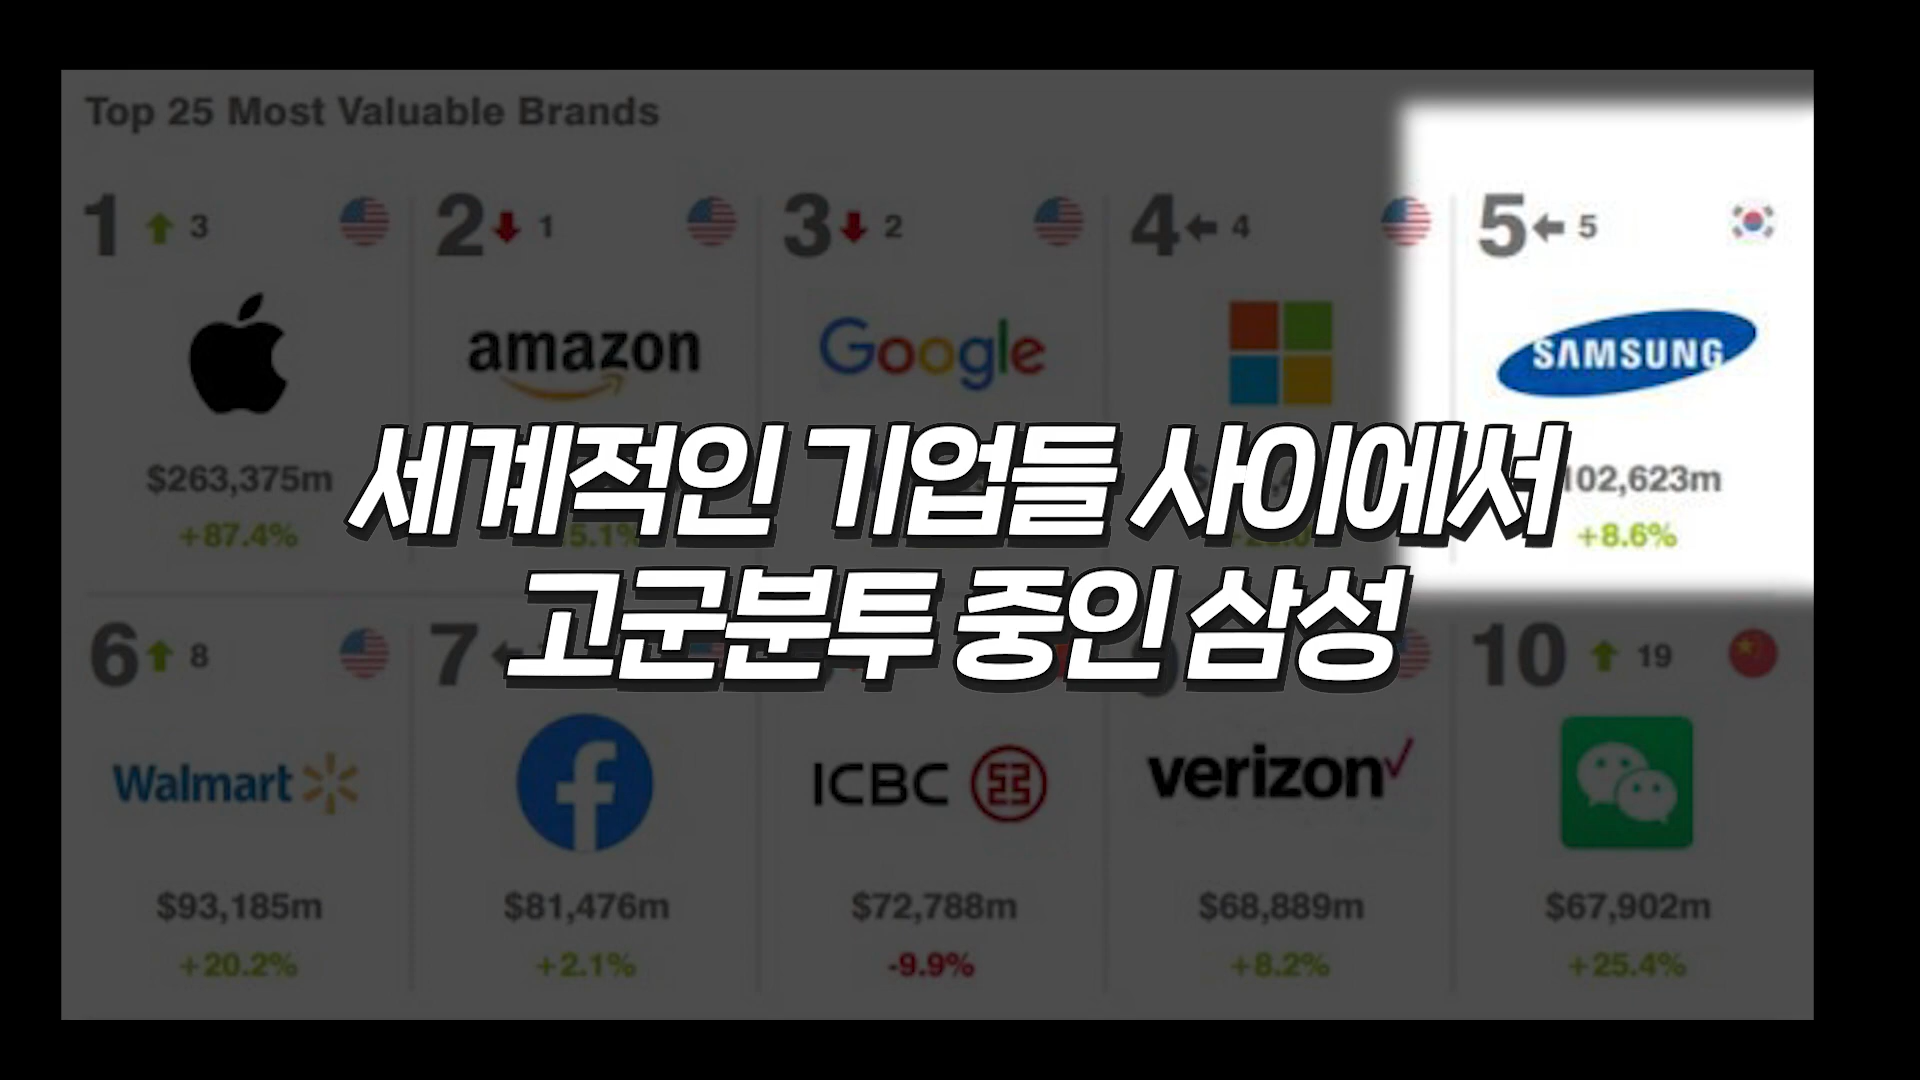 Top 25 Most Valuable Brands
1 3 2 1 3 2 4 4 5 5
amazon Google SAMSUNG
세계적인 기업들 사이에서
$263,375m 102,623m
+87.4% 5.1% +8.6%
고군분투 중인 삼성
6 8 7 10 19
Walmart ICBC verizon
$93,185m $81,476m $72,788m $68,889m $67,902m
+20.2% +2.1% -9.9% +8.2% +25.4%